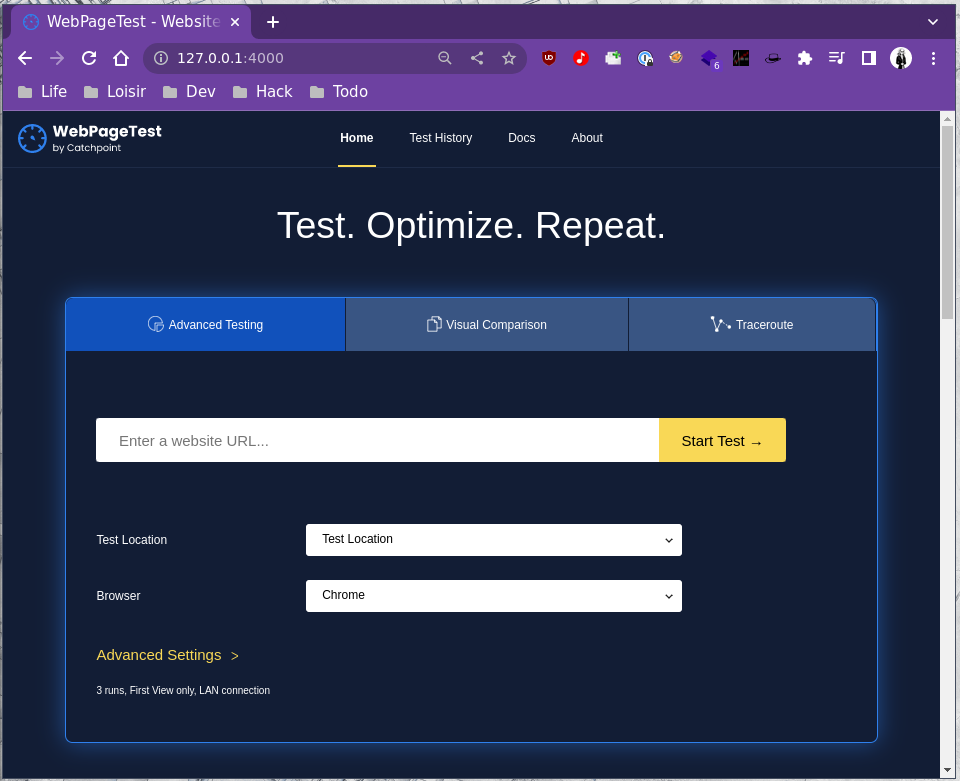 WebPageTest - Website
127.0.0.1:4000
6
Life
Loisir
Dev
Hack
Todo
WebPageTest
by Catchpoint
Home
Test History
Docs
About
Test. Optimize. Repeat.
Advanced Testing
Visual Comparison
Traceroute
Enter a website URL...
Start Test →
Test Location
Test Location
Browser
Chrome
Advanced Settings >
3 runs, First View only, LAN connection